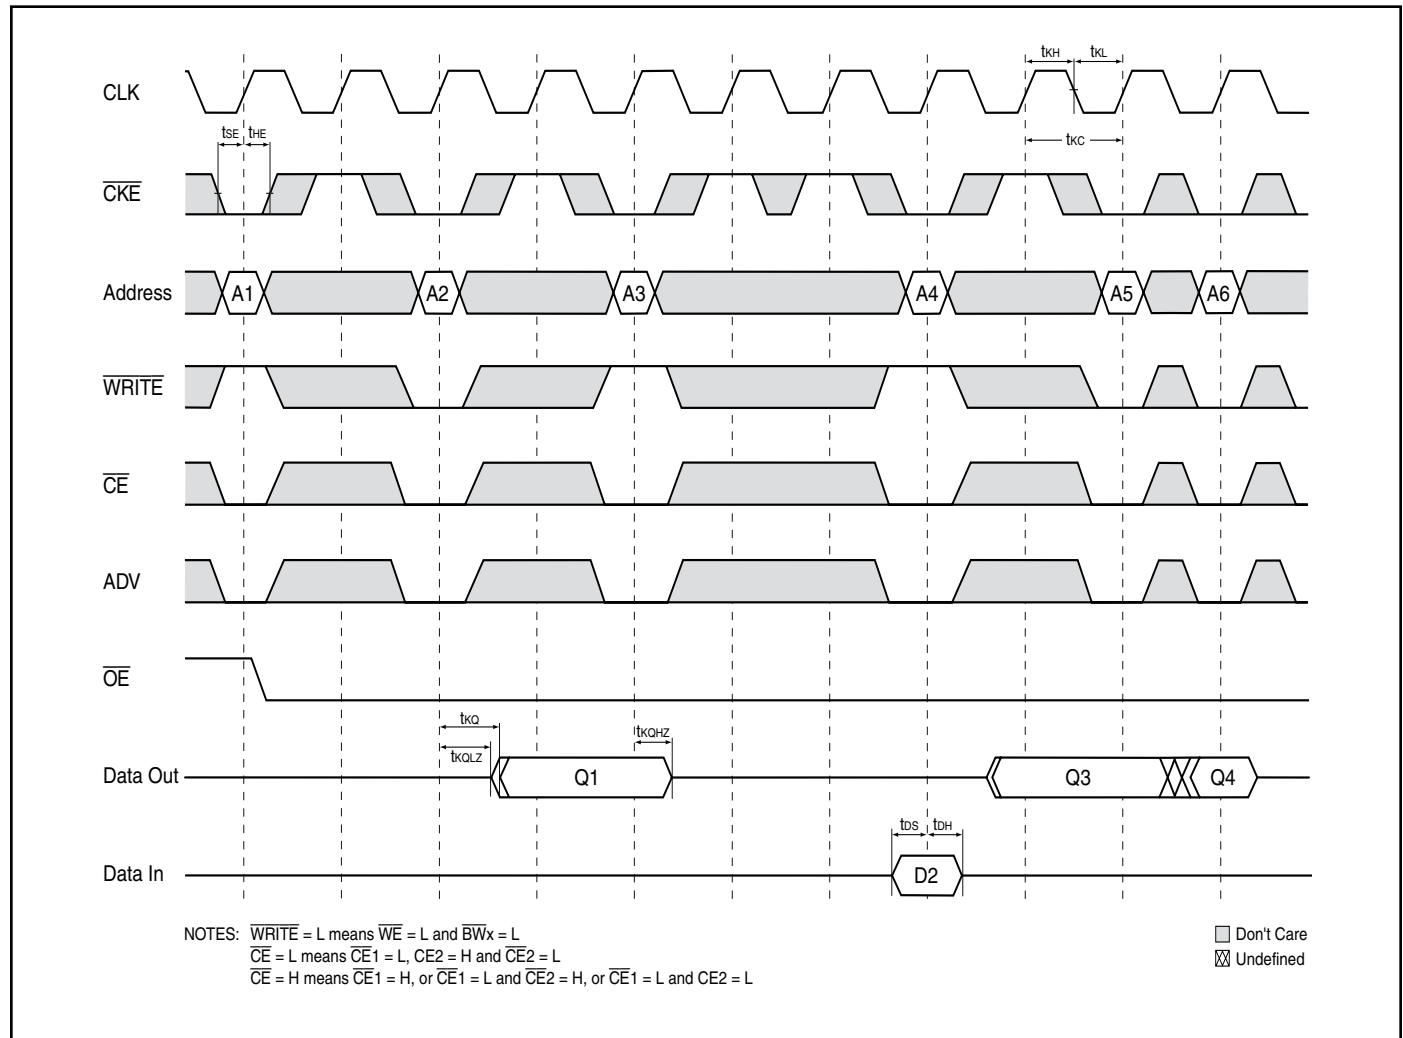 tKH tKL
CLK
tSE tHE
tKC
CKE
Address A1 A2 A3 A4 A5 A6
WRITE
CE
ADV
OE
tKQ
tKQHZ
tKQLZ
Data Out Q1 Q3 Q4
tDS tDH
Data In D2
NOTES: WRITE = L means WE = L and BWx = L
CE = L means CE1 = L, CE2 = H and CE2 = L
CE = H means CE1 = H, or CE1 = L and CE2 = H, or CE1 = L and CE2 = L
Don't Care
Undefined